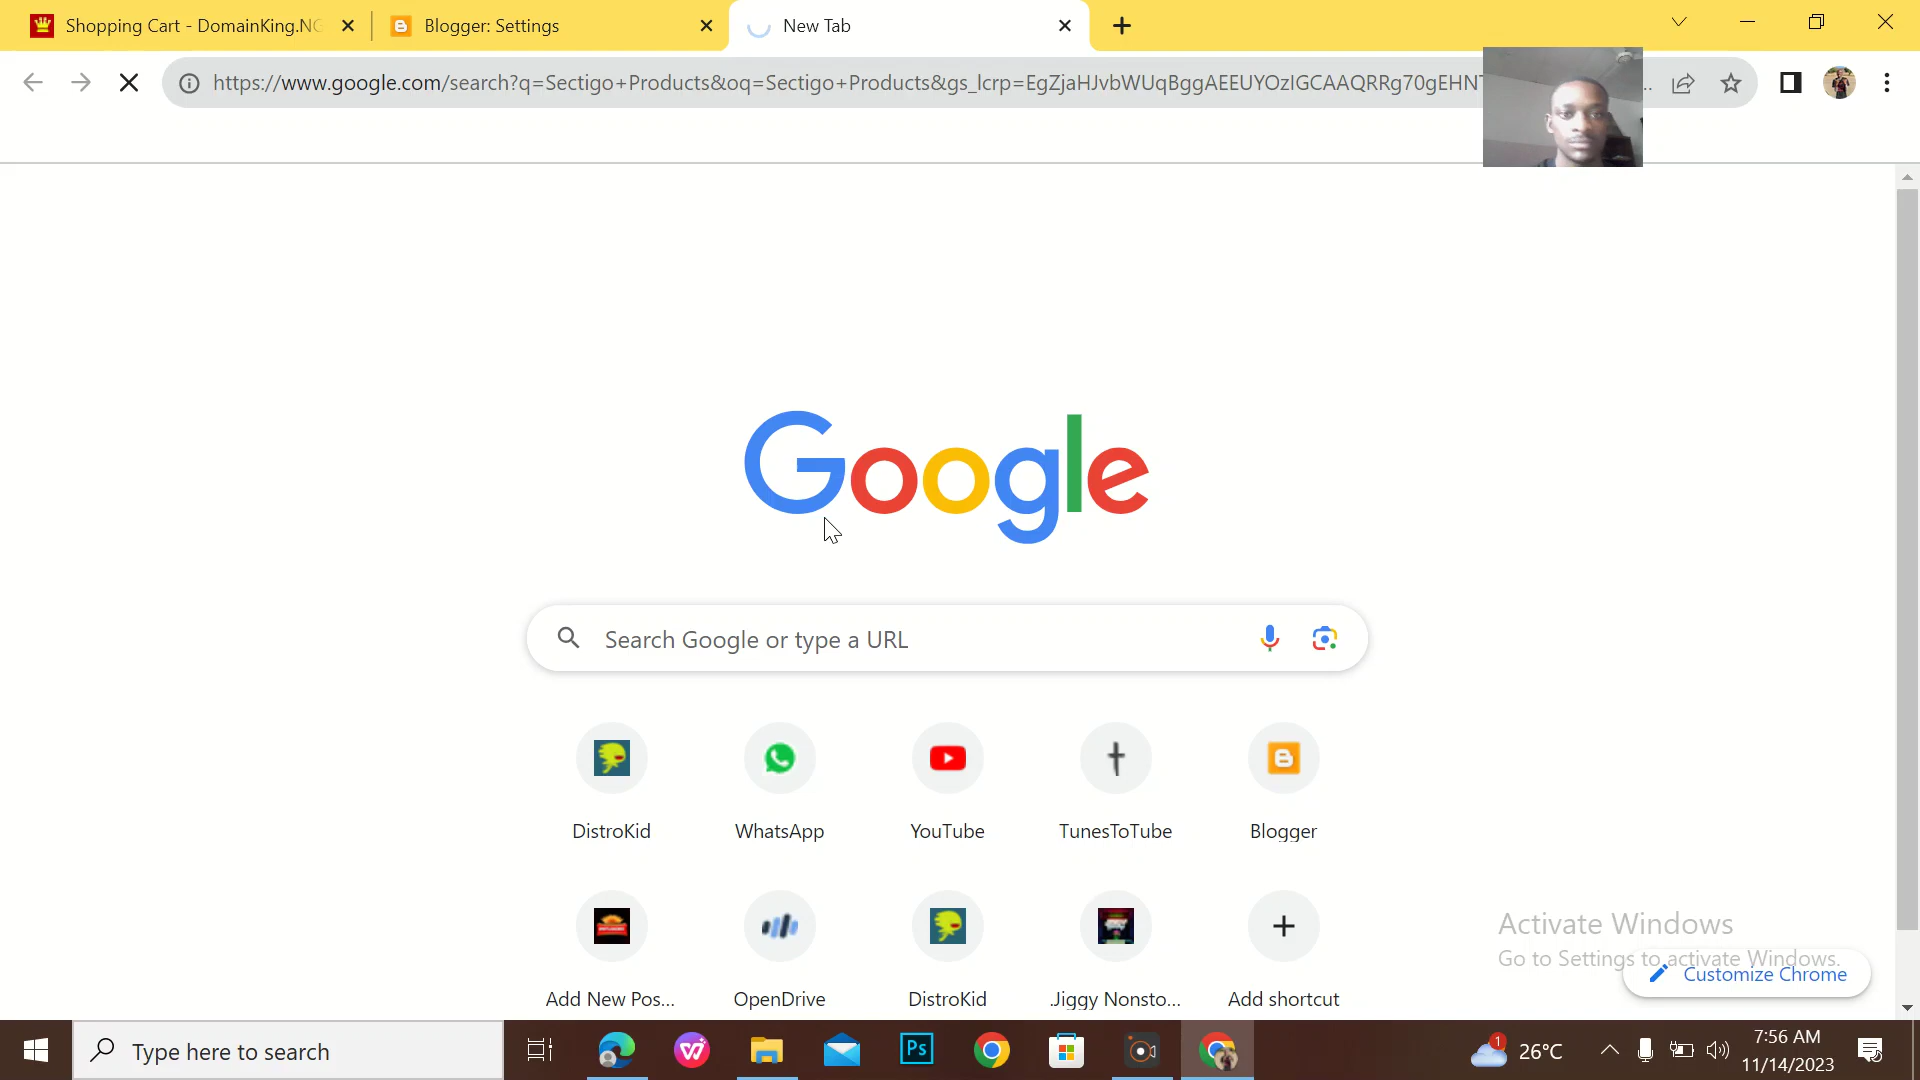 Shopping Cart - DomainKing.NG
Blogger: Settings
New Tab
https://www.google.com/search?q=Sectigo+Products&oq=Sectigo+Products&gs_lcrp=EgZjaHJvbWUqBggAEEUYOzIGCAAQRRg70gEHNT
Google
Search Google or type a URL
DistroKid
WhatsApp
YouTube
TunesToTube
Blogger
Add New Pos...
OpenDrive
DistroKid
.Jiggy Nonsto...
Add shortcut
Activate Windows
Go to Settings to activate Windows.
Customize Chrome
Type here to search
Ps
1
26°C
7:56 AM
11/14/2023